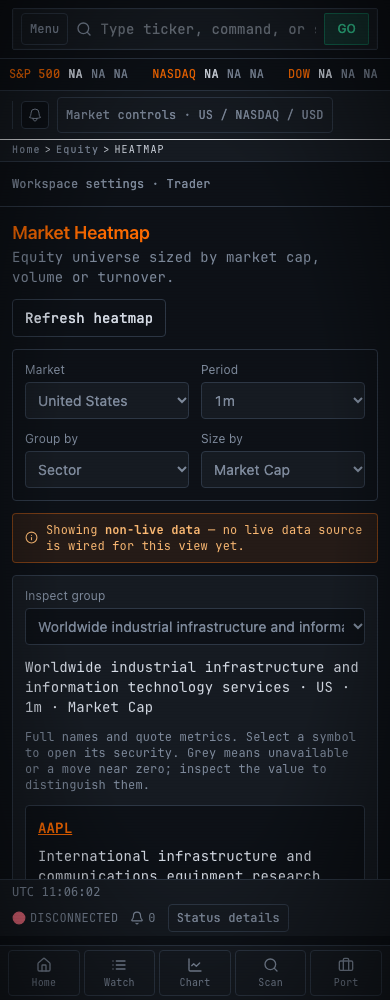 Menu
Type ticker, command, or
GO
S&P 500 NA NA NA NASDAQ NA NA NA DOW NA NA NA
Market controls · US / NASDAQ / USD
Home > Equity > HEATMAP
Workspace settings · Trader
Market Heatmap
Equity universe sized by market cap,
volume or turnover.
Refresh heatmap
Market Period
United States 1m
Group by Size by
Sector Market Cap
Showing non-live data — no live data source
is wired for this view yet.
Inspect group
Worldwide industrial infrastructure and informa
Worldwide industrial infrastructure and
information technology services · US ·
1m · Market Cap
Full names and quote metrics. Select a symbol
to open its security. Grey means unavailable
or a move near zero; inspect the value to
distinguish them.
AAPL
International infrastructure and
communications equipment research
UTC 11:06:02
DISCONNECTED 0 Status details
Home Watch Chart Scan Port